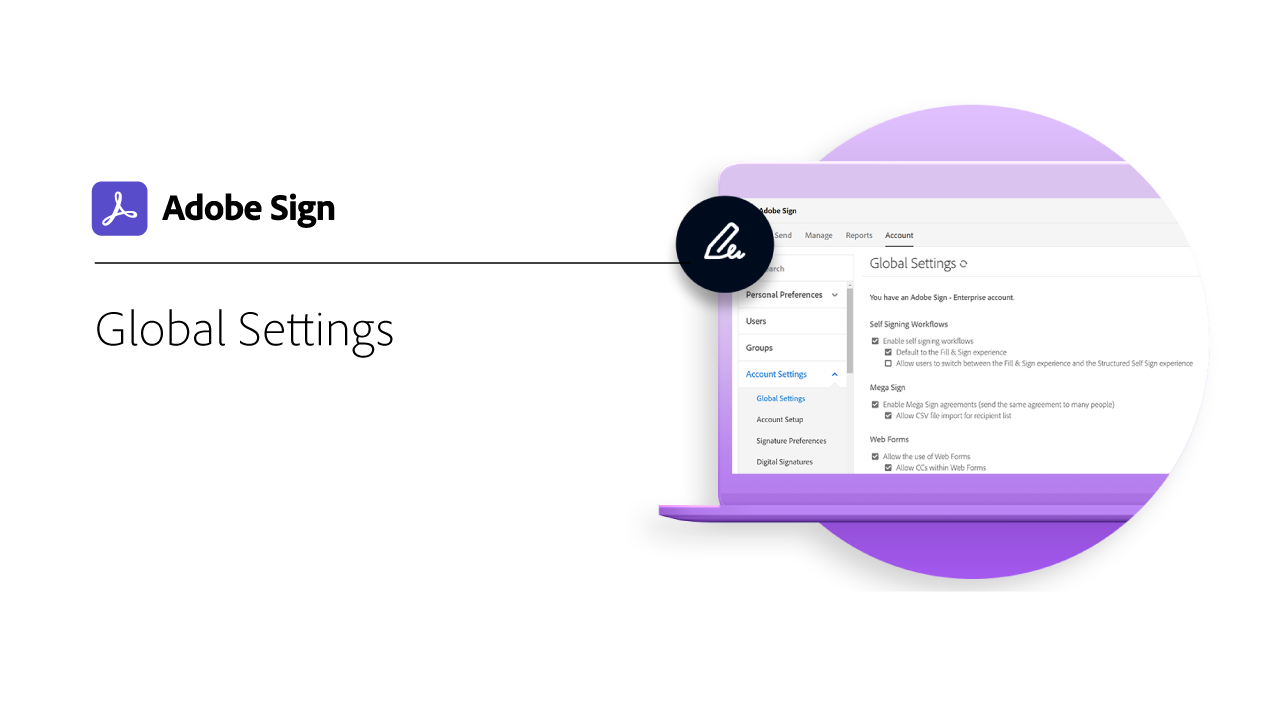 Adobe Sign
Global Settings
Adobe Sign
Send Manage Reports Account
Personal Preferences
Users
Groups
Account Settings
Global Settings
Account Setup
Signature Preferences
Digital Signatures
Global Settings
You have an Adobe Sign - Enterprise account.
Self Signing Workflows
Enable self signing workflows
Default to the Fill & Sign experience
Allow users to switch between the Fill & Sign experience and the Structured Self Sign experience
Mega Sign
Enable Mega Sign agreements (send the same agreement to many people)
Allow CSV file import for recipient list
Web Forms
Allow the use of Web Forms
Allow CCs within Web Forms